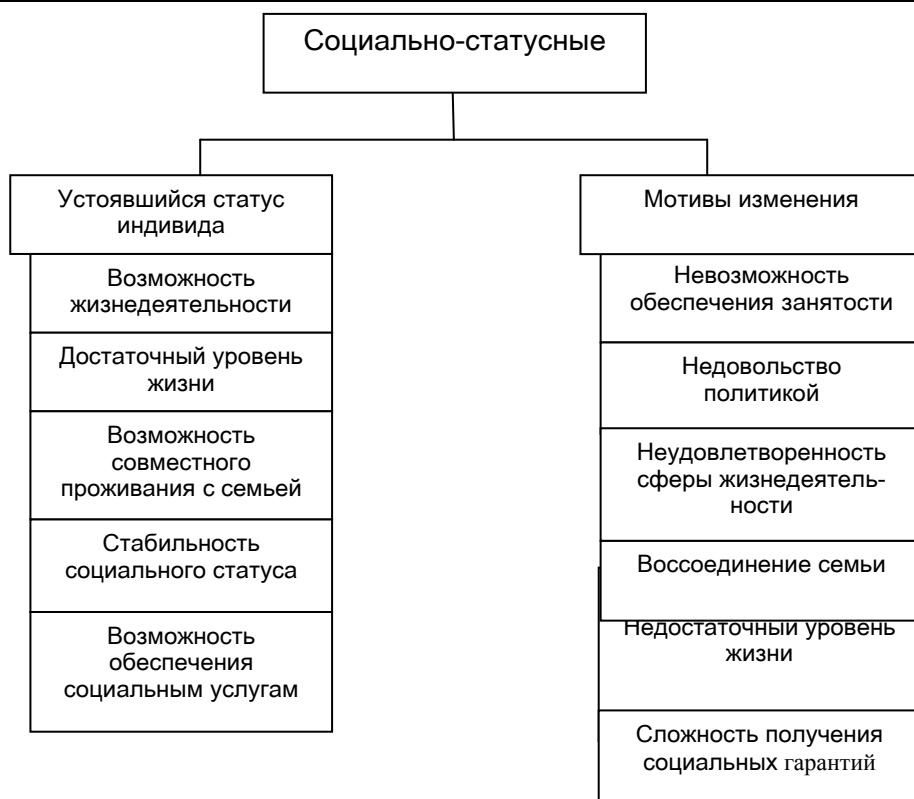 Социально-статусные
Устоявшийся статус
индивида
Возможность
жизнедеятельности
Достаточный уровень
жизни
Возможность
совместного
проживания с семьей
Стабильность
социального статуса
Возможность
обеспечения
социальным услугам
Мотивы изменения
Невозможность
обеспечения занятости
Недовольство
политикой
Неудовлетворенность
сферы жизнедеятель-
ности
Воссоединение семьи
Недостаточный уровень
жизни
Сложность получения
социальных гарантий